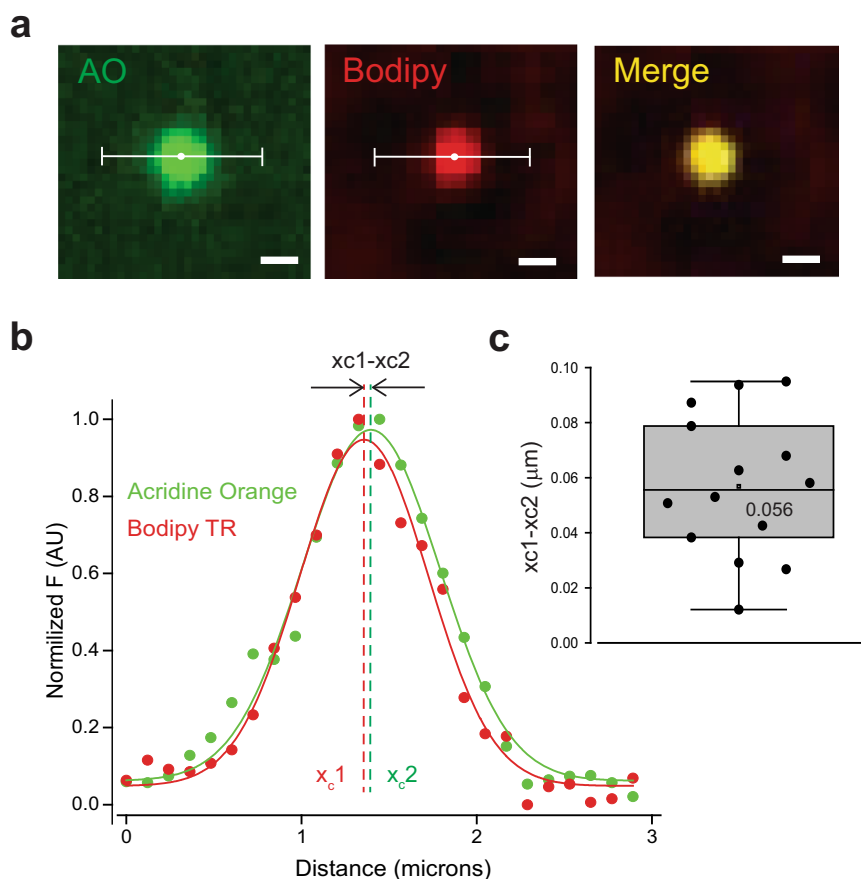 a
AO
Bodipy
Merge
b
xc1-xc2
1.0
0.8
0.6
0.4
0.2
0.0
Normilized F (AU)
Acridine Orange
Bodipy TR
xc1
xc2
0
1
2
3
Distance (microns)
c
0.10
0.08
0.06
0.04
0.02
0.00
xc1-xc2 (μm)
0.056